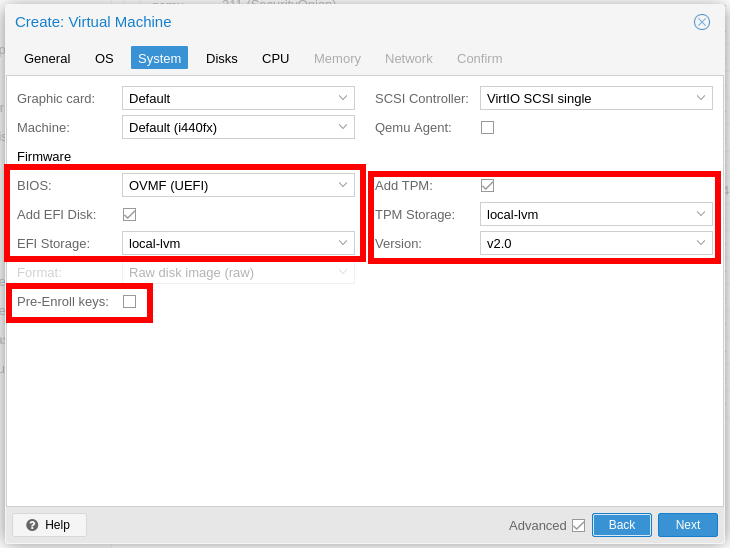 Create: Virtual Machine
General OS System Disks CPU Memory Network Confirm
Graphic card: Default SCSI Controller: VirtIO SCSI single
Machine: Default (i440fx) Qemu Agent:
Firmware
BIOS: OVMF (UEFI) Add TPM:
Add EFI Disk: TPM Storage: local-lvm
EFI Storage: local-lvm Version: v2.0
Format: Raw disk image (raw)
Pre-Enroll keys:
Help Advanced Back Next